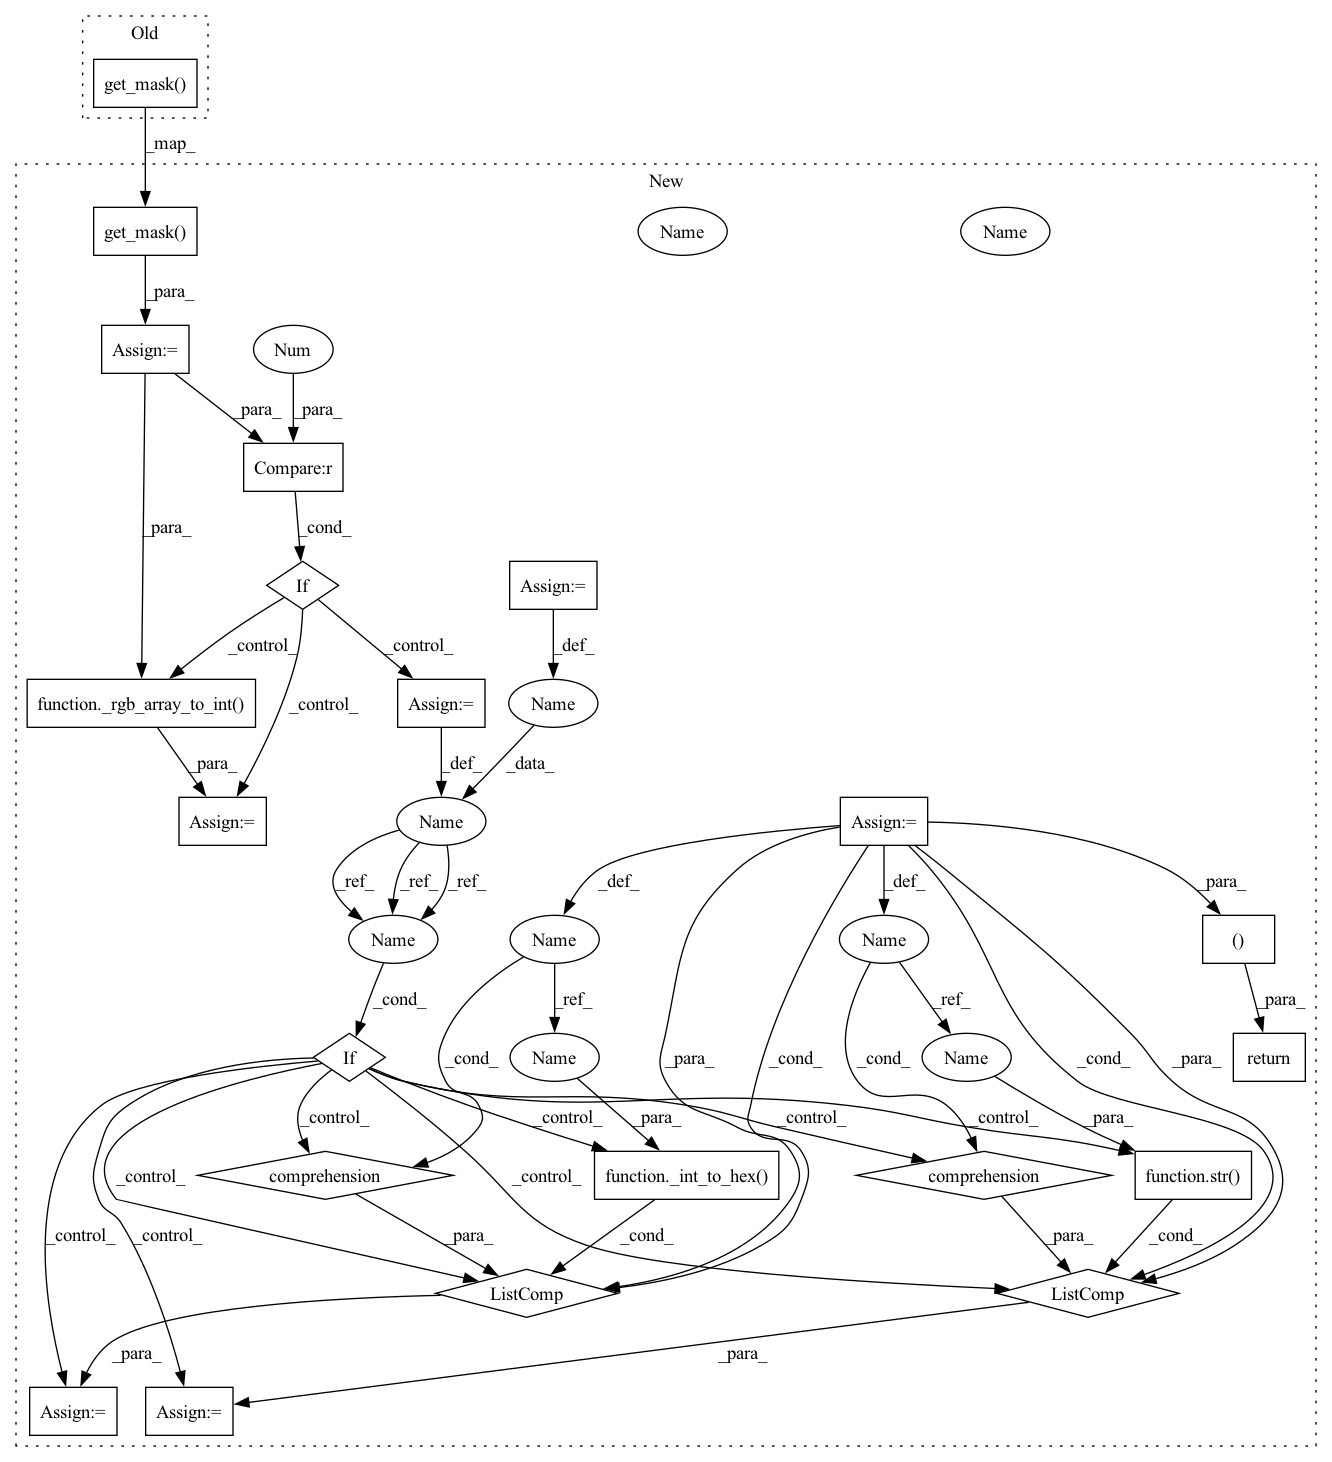 Old
get_mask()
_map_
New
get_mask()
Name
Name
_para_
Assign:=
Num
_para_
_para_
Compare:r
_para_
_cond_
If
Assign:=
_control_
_control_
_def_
function._rgb_array_to_int()
_control_
Assign:=
Name
_para_
_def_
_data_
Assign:=
Name
Assign:=
_ref_
_ref_
_ref_
_def_
_def_
_para_
Name
Name
Name
()
_cond_
_ref_
_ref_
_para_
If
_cond_
Name
_para_
_cond_
_cond_
Name
_cond_
_para_
return
_control_
_control_
_para_
_control_
_control_
_para_
comprehension
function._int_to_hex()
comprehension
function.str()
_control_
_control_
_control_
_control_
_para_
_cond_
_para_
_cond_
ListComp
ListComp
_para_
_para_
Assign:=
Assign:=